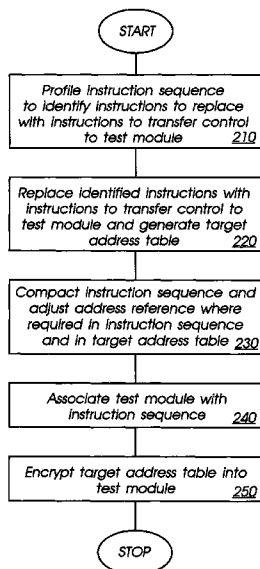 START
Profile instruction sequence
to identify instructions to replace
with instructions to transfer control
to test module 210
Replace identified instructions with
instructions to transfer control to
test module and generate target
address table 220
Compact instruction sequence and
adjust address reference where
required in instruction sequence
and in target address table 230
Associate test module with
instruction sequence 240
Encrypt target address table into
test module 250
STOP